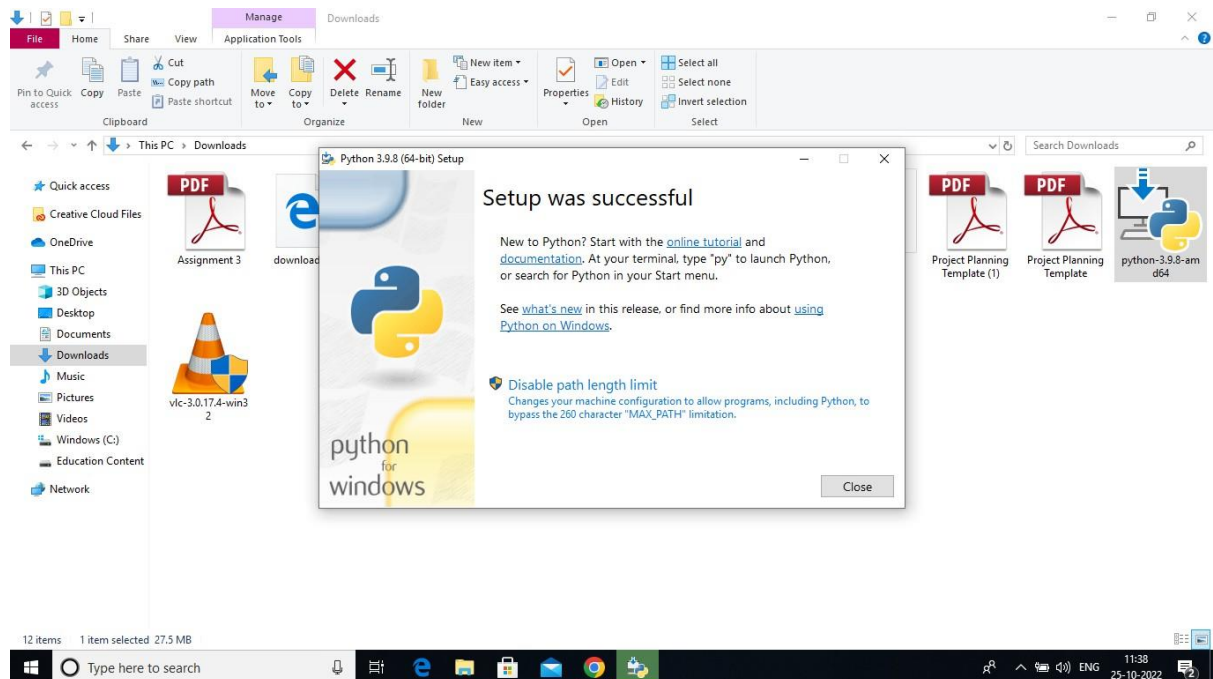 Manage
Downloads
File Home Share View Application Tools
Pin to Quick access
Copy
Paste
Cut
Copy path
Paste shortcut
Move to
Copy to
Delete
Rename
New folder
New item
Easy access
Properties
Open
Edit
History
Select all
Select none
Invert selection
Clipboard
Organize
New
Open
Select
This PC > Downloads
Search Downloads
Quick access
Creative Cloud Files
OneDrive
This PC
3D Objects
Desktop
Documents
Downloads
Music
Pictures
Videos
Windows (C:)
Education Content
Network
PDF
Assignment 3
download
vlc-3.0.17.4-win3
2
Python 3.9.8 (64-bit) Setup
Setup was successful
New to Python? Start with the online tutorial and
documentation. At your terminal, type "py" to launch Python,
or search for Python in your Start menu.
See what's new in this release, or find more info about using
Python on Windows.
Disable path length limit
Changes your machine configuration to allow programs, including Python, to
bypass the 260 character "MAX_PATH" limitation.
python
for
windows
Close
PDF
Project Planning
Template (1)
PDF
Project Planning
Template
python-3.9.8-am
d64
12 items 1 item selected 27.5 MB
Type here to search
ENG
11:38
25-10-2022
2